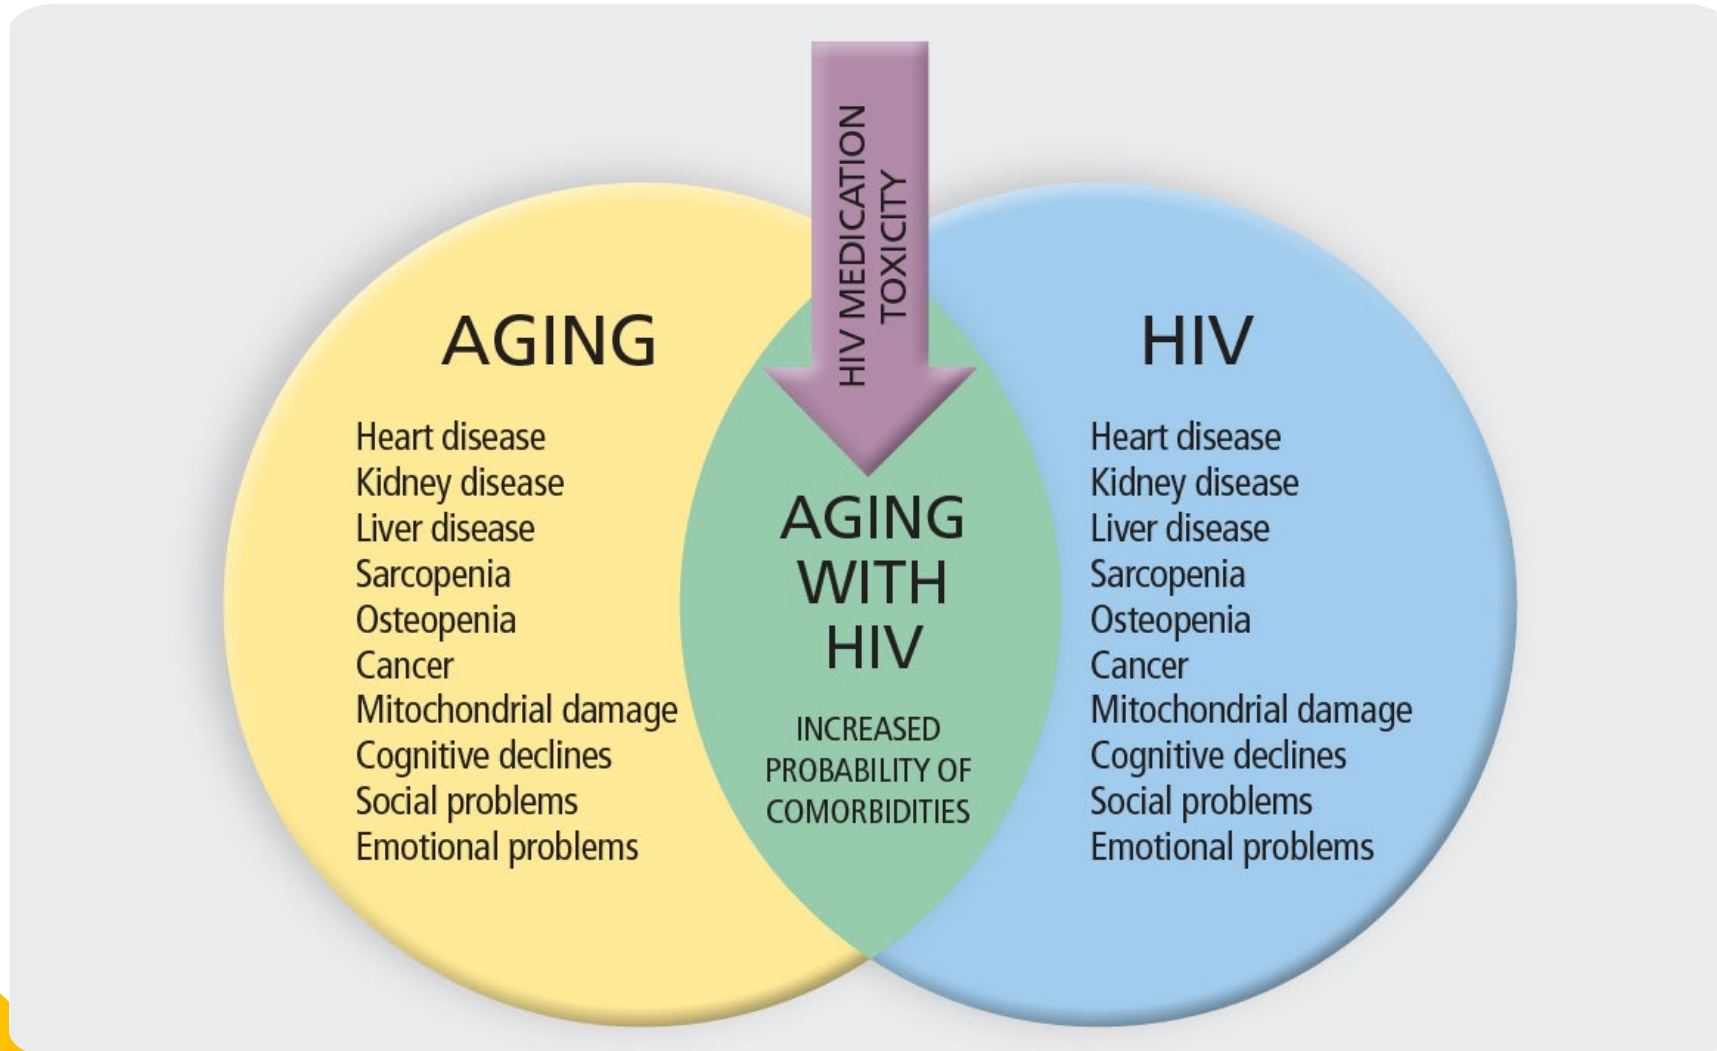 HIV MEDICATION
TOXICITY
AGING
Heart disease
Kidney disease
Liver disease
Sarcopenia
Osteopenia
Cancer
Mitochondrial damage
Cognitive declines
Social problems
Emotional problems
AGING
WITH
HIV
INCREASED
PROBABILITY OF
COMORBIDITIES
HIV
Heart disease
Kidney disease
Liver disease
Sarcopenia
Osteopenia
Cancer
Mitochondrial damage
Cognitive declines
Social problems
Emotional problems